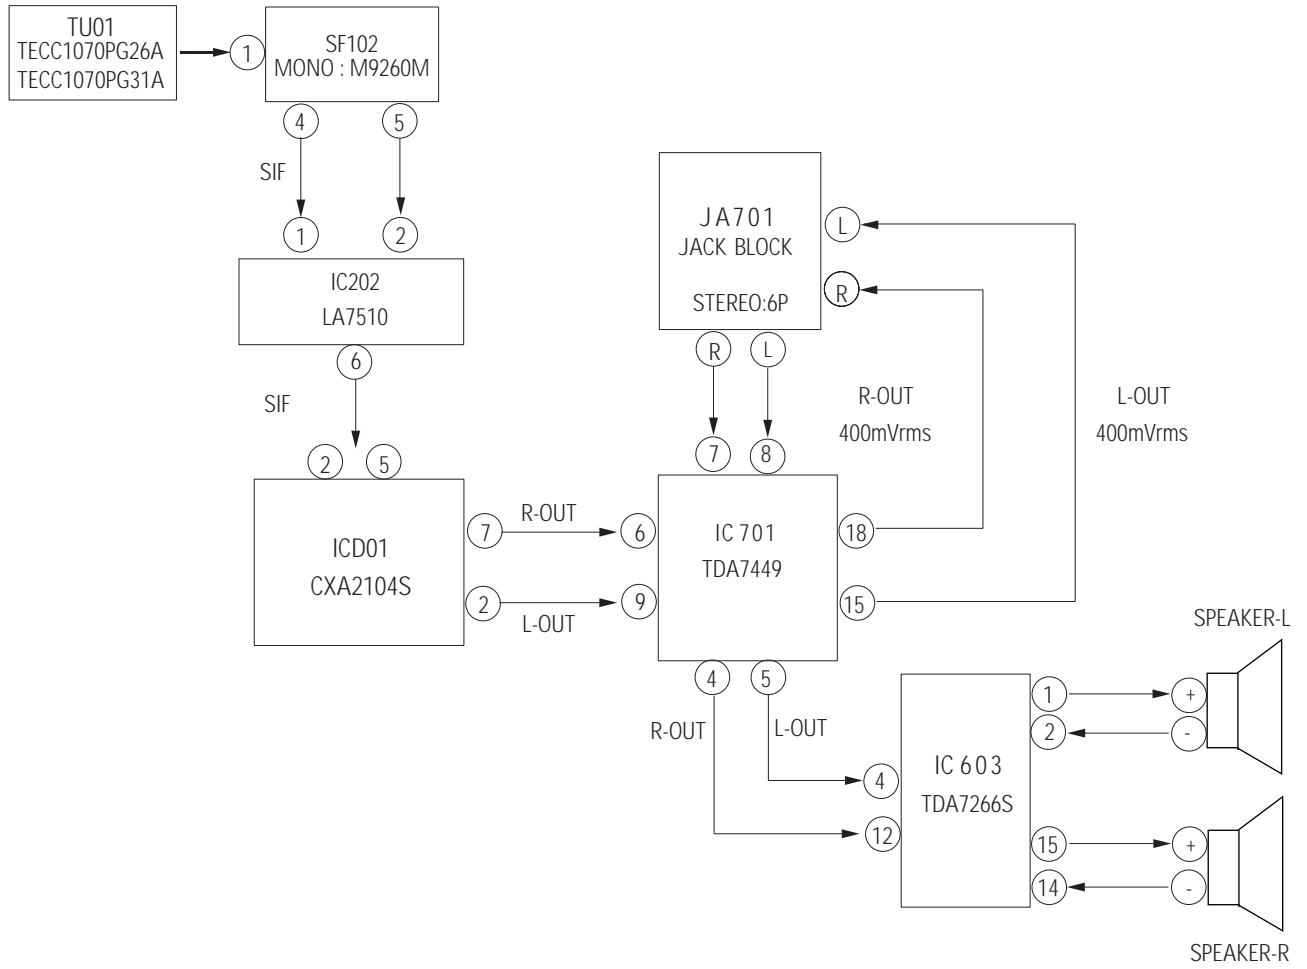 TU01
TECC1070PG26A
TECC1070PG31A
1
SF102
MONO : M9260M
4
5
SIF
1
2
IC202
LA7510
6
SIF
2
5
ICD01
CXA2104S
7
R-OUT
6
2
L-OUT
9
JA701
JACK BLOCK
STEREO:6P
L
R
R
L
7
8
R-OUT
400mVrms
L-OUT
400mVrms
IC 701
TDA7449
18
15
4
5
R-OUT
L-OUT
4
12
IC 603
TDA7266S
1
2
15
14
SPEAKER-L
+
-
+
-
SPEAKER-R